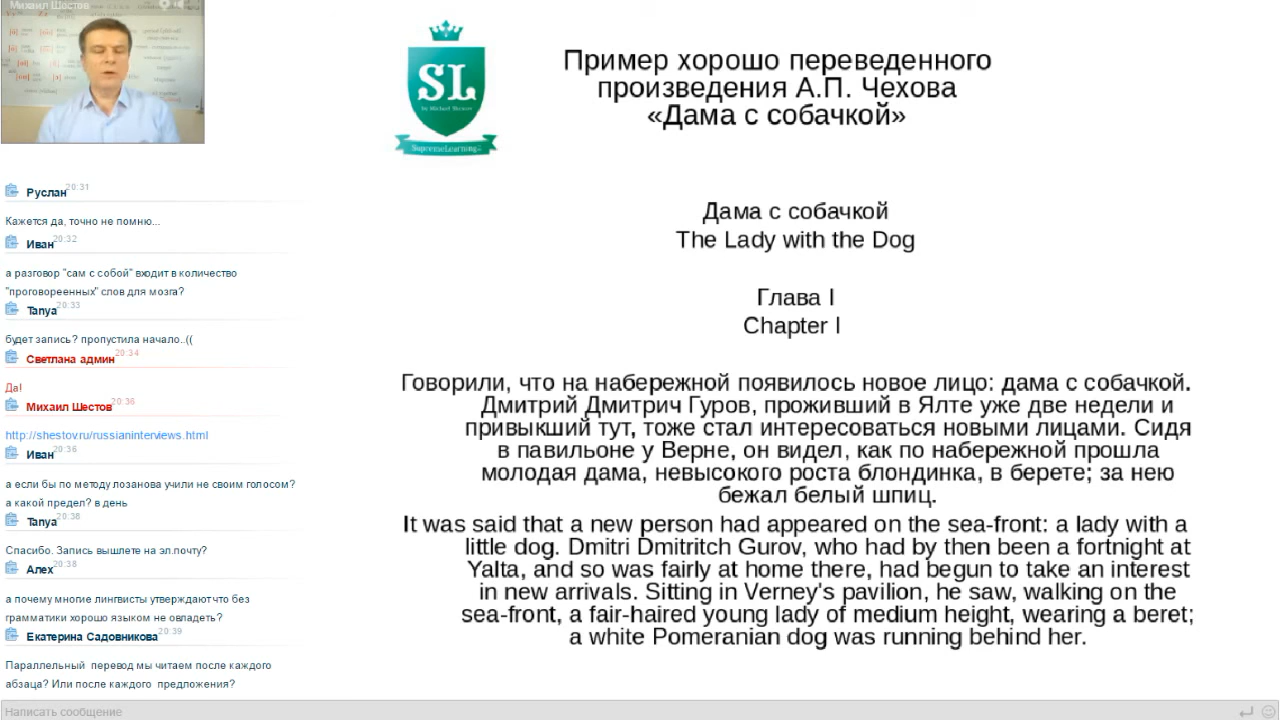 Михаил Шестов
SL
by Michael Shestov
SupremeLearning
Пример хорошо переведенного
произведения А.П. Чехова
«Дама с собачкой»
Дама с собачкой
The Lady with the Dog
Глава I
Chapter I
Говорили, что на набережной появилось новое лицо: дама с собачкой.
Дмитрий Дмитрич Гуров, проживший в Ялте уже две недели и
привыкший тут, тоже стал интересоваться новыми лицами. Сидя
в павильоне у Верне, он видел, как по набережной прошла
молодая дама, невысокого роста блондинка, в берете; за нею
бежал белый шпиц.
It was said that a new person had appeared on the sea-front: a lady with a
little dog. Dmitri Dmitritch Gurov, who had by then been a fortnight at
Yalta, and so was fairly at home there, had begun to take an interest
in new arrivals. Sitting in Verney's pavilion, he saw, walking on the
sea-front, a fair-haired young lady of medium height, wearing a beret;
a white Pomeranian dog was running behind her.
Руслан 20:31
Кажется да, точно не помню...
Иван 20:32
а разговор "сам с собой" входит в количество
"проговореенных" слов для мозга?
Tanya 20:33
будет запись? пропустила начало..((
Светлана админ 20:34
Да!
Михаил Шестов 20:36
http://shestov.ru/russianinterviews.html
Иван 20:36
а если бы по методу лозанова учили не своим голосом?
а какой предел? в день
Tanya 20:38
Спасибо. Запись вышлете на эл.почту?
Алех 20:38
а почему многие лингвисты утверждают что без
грамматики хорошо языком не овладеть?
Екатерина Садовникова 20:39
Параллельный перевод мы читаем после каждого
абзаца? Или после каждого предложения?
Написать сообщение